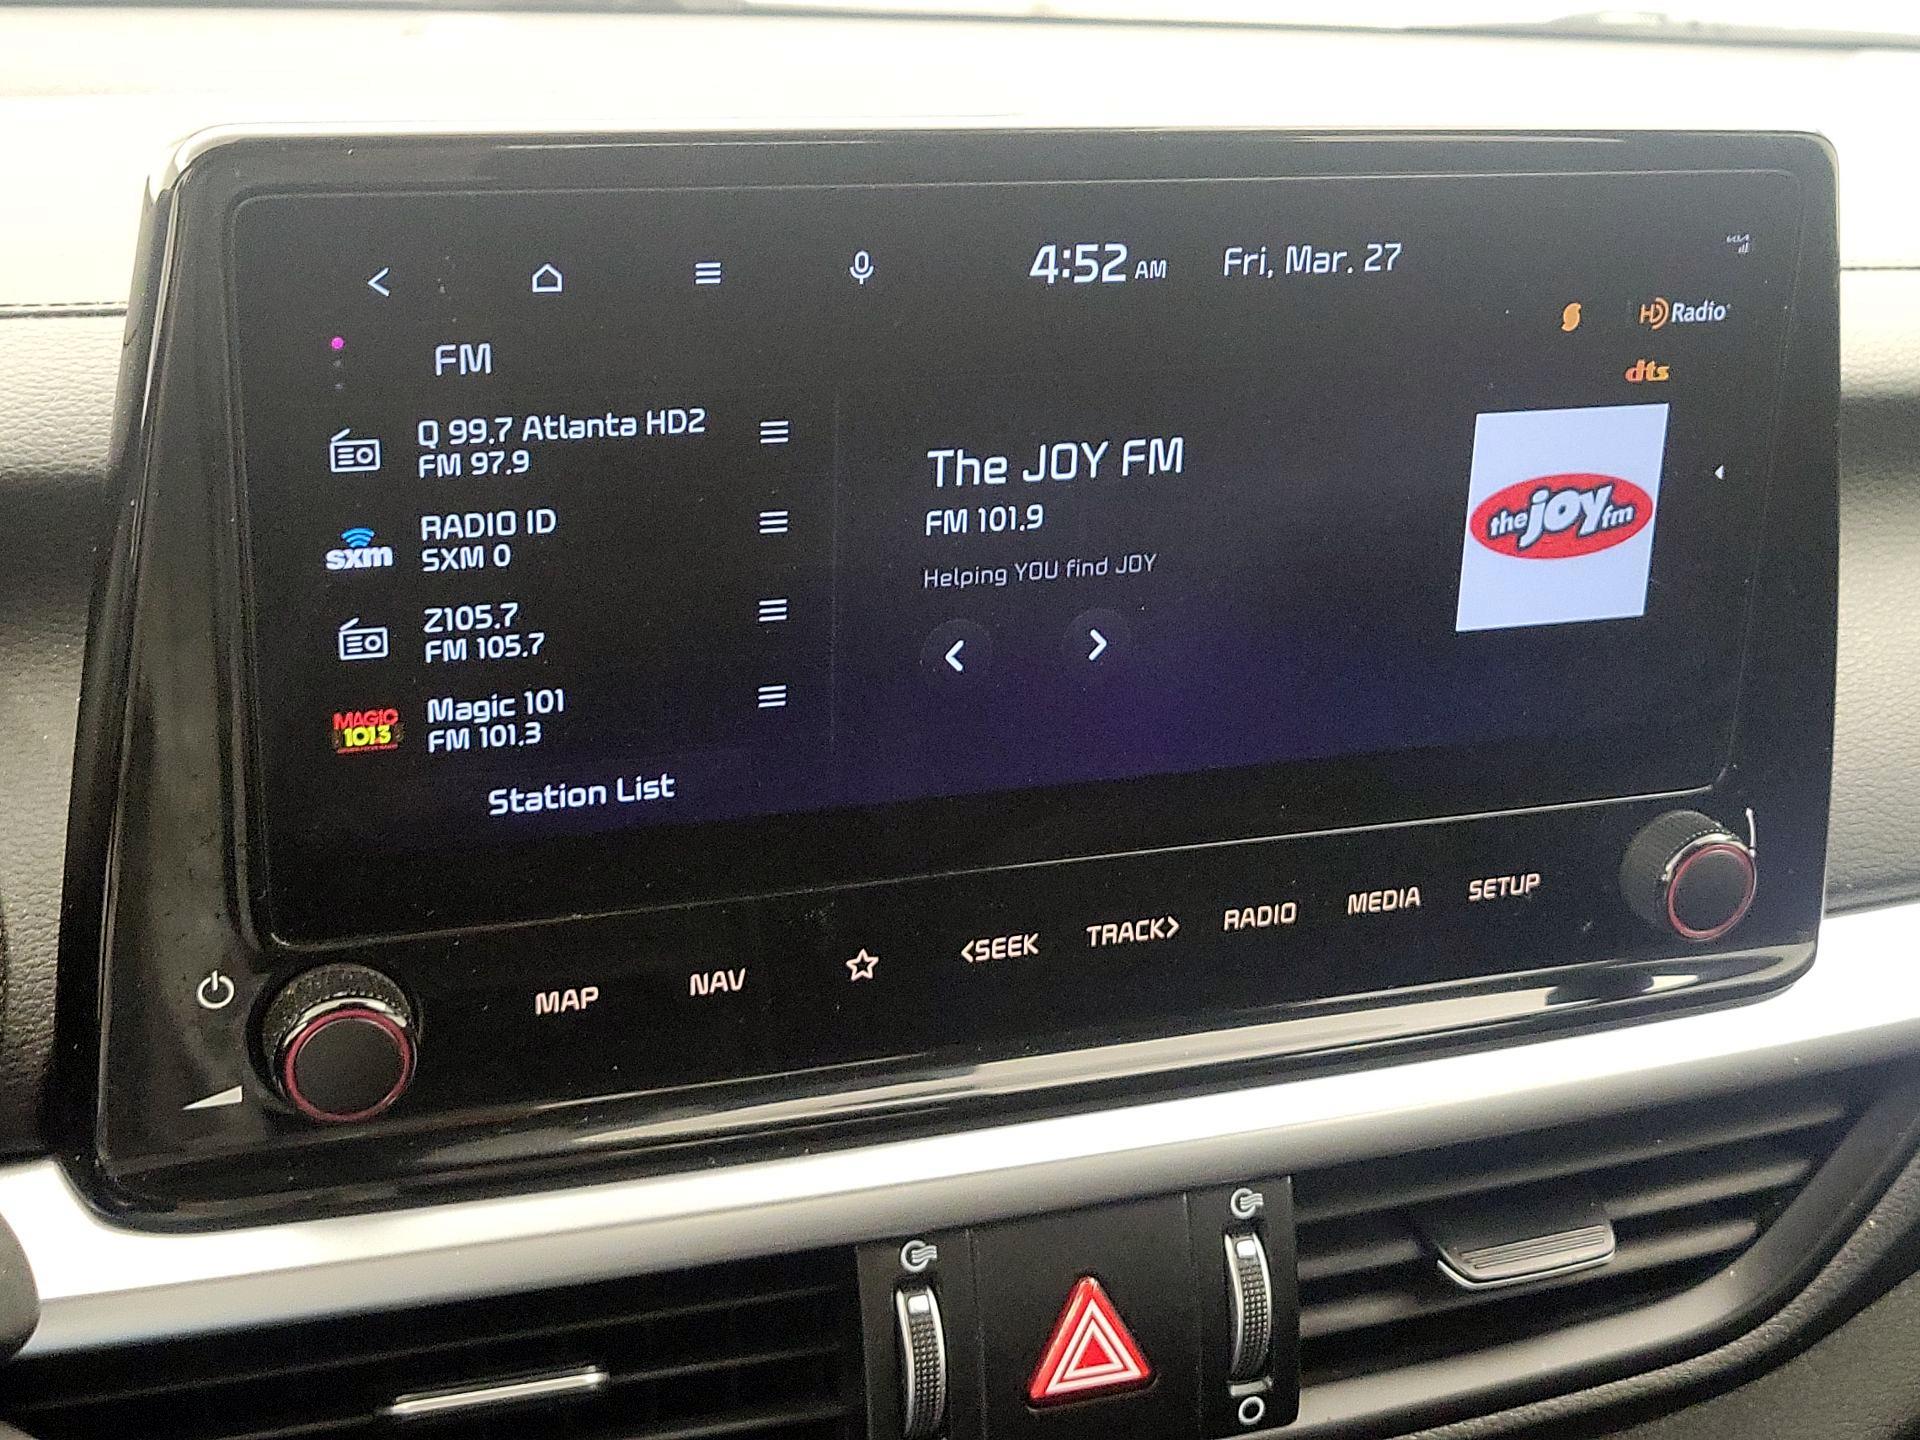 4:52 AM Fri, Mar. 27
HD Radio
dts
FM
Q 99.7 Atlanta HD2
FM 97.9
sxm
RADIO ID
SXM 0
Z105.7
FM 105.7
MAGIC
101.3
Magic 101
FM 101.3
Station List
The JOY FM
FM 101.9
Helping YOU find JOY
the joy fm
MAP NAV <SEEK TRACK> RADIO MEDIA SETUP